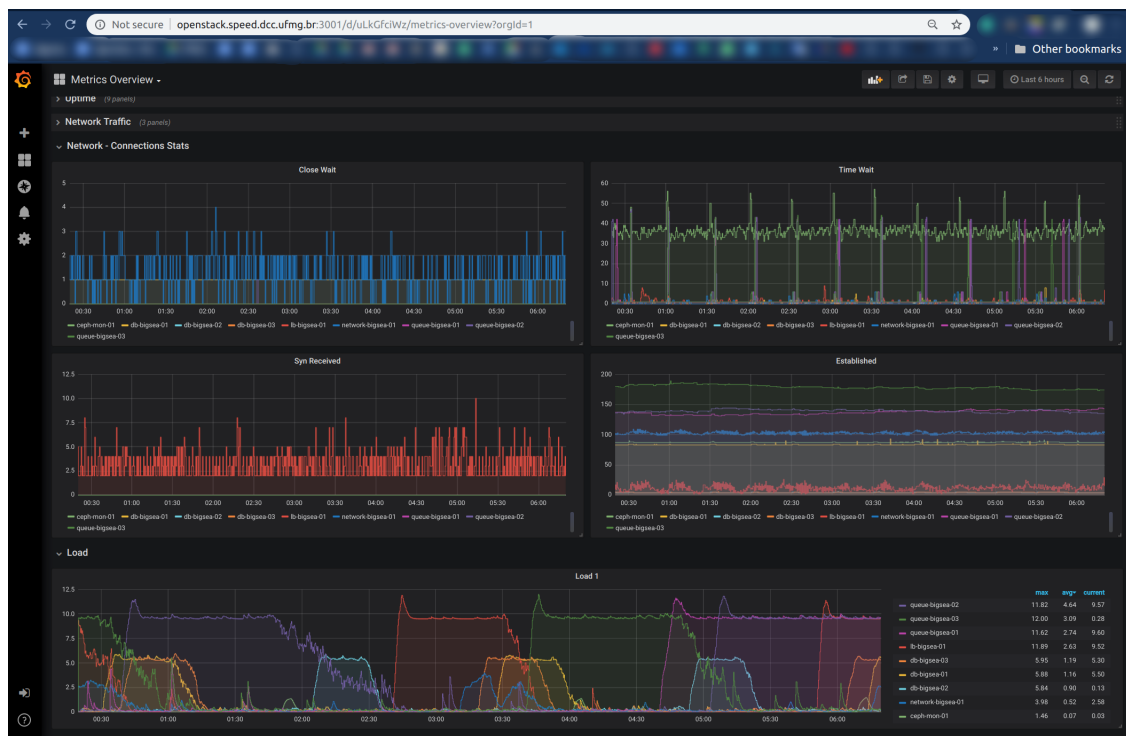 Not secure | openstack.speed.dcc.ufmg.br:3001/d/uLkGfciWz/metrics-overview?orgId=1
» Other bookmarks
Metrics Overview
Last 6 hours
> Uptime (9 panels)
> Network Traffic (3 panels)
Network - Connections Stats
Close Wait
5
4
3
2
1
0
00:30 01:00 01:30 02:00 02:30 03:00 03:30 04:00 04:30 05:00 05:30 06:00
ceph-mon-01 db-bigsea-01 db-bigsea-02 db-bigsea-03 lb-bigsea-01 network-bigsea-01 queue-bigsea-01 queue-bigsea-02
queue-bigsea-03
Time Wait
60
50
40
30
20
10
0
00:30 01:00 01:30 02:00 02:30 03:00 03:30 04:00 04:30 05:00 05:30 06:00
ceph-mon-01 db-bigsea-01 db-bigsea-02 db-bigsea-03 lb-bigsea-01 network-bigsea-01 queue-bigsea-01 queue-bigsea-02
queue-bigsea-03
Syn Received
12.5
10.0
7.5
5.0
2.5
0
00:30 01:00 01:30 02:00 02:30 03:00 03:30 04:00 04:30 05:00 05:30 06:00
ceph-mon-01 db-bigsea-01 db-bigsea-02 db-bigsea-03 lb-bigsea-01 network-bigsea-01 queue-bigsea-01 queue-bigsea-02
queue-bigsea-03
Established
200
150
100
50
0
00:30 01:00 01:30 02:00 02:30 03:00 03:30 04:00 04:30 05:00 05:30 06:00
ceph-mon-01 db-bigsea-01 db-bigsea-02 db-bigsea-03 lb-bigsea-01 network-bigsea-01 queue-bigsea-01 queue-bigsea-02
queue-bigsea-03
Load
Load 1
12.5
10.0
7.5
5.0
2.5
0
00:30 01:00 01:30 02:00 02:30 03:00 03:30 04:00 04:30 05:00 05:30 06:00
max avg current
queue-bigsea-02 11.82 4.64 9.57
queue-bigsea-03 12.00 3.09 0.28
queue-bigsea-01 11.62 2.74 9.60
lb-bigsea-01 11.89 2.63 9.52
db-bigsea-03 5.95 1.19 5.30
db-bigsea-01 5.88 1.16 5.50
db-bigsea-02 5.84 0.90 0.13
network-bigsea-01 3.98 0.52 2.58
ceph-mon-01 1.46 0.07 0.03